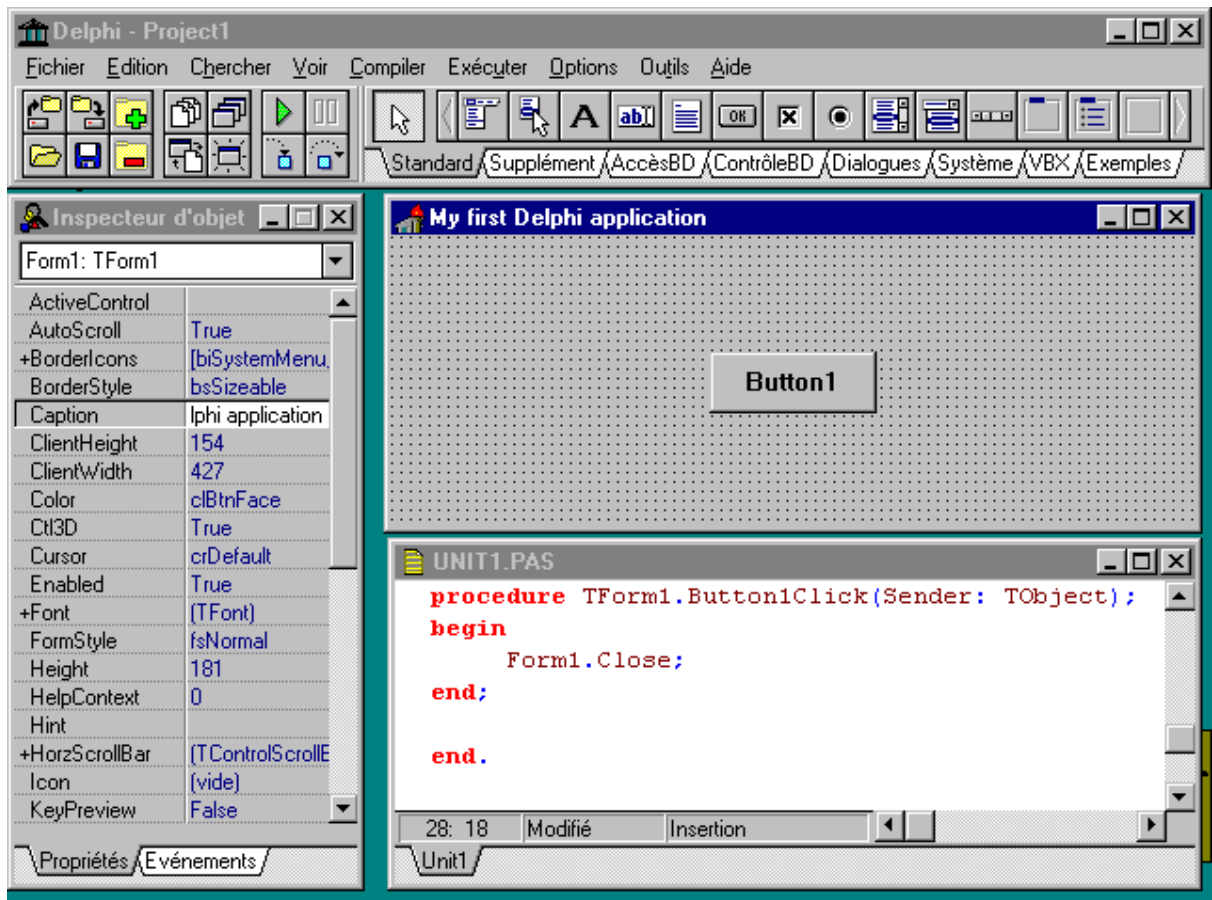 Delphi - Project1
Fichier Edition Chercher Voir Compiler Exécuter Options Outils Aide
A ab OK
Standard Supplément AccèsBD ContrôleBD Dialogues Système VBX Exemples
Inspecteur d'objet
Form1: TForm1
ActiveControl
AutoScroll True
+BorderIcons [biSystemMenu,
BorderStyle bsSizeable
Caption lphi application
ClientHeight 154
ClientWidth 427
Color clBtnFace
Ctl3D True
Cursor crDefault
Enabled True
+Font (TFont)
FormStyle fsNormal
Height 181
HelpContext 0
Hint
+HorzScrollBar (TControlScrollB
Icon (vide)
KeyPreview False
Propriétés Evénements
My first Delphi application
Button1
UNIT1.PAS
procedure TForm1.Button1Click(Sender: TObject);
begin
Form1.Close;
end;
end.
28: 18 Modifié Insertion
Unit1